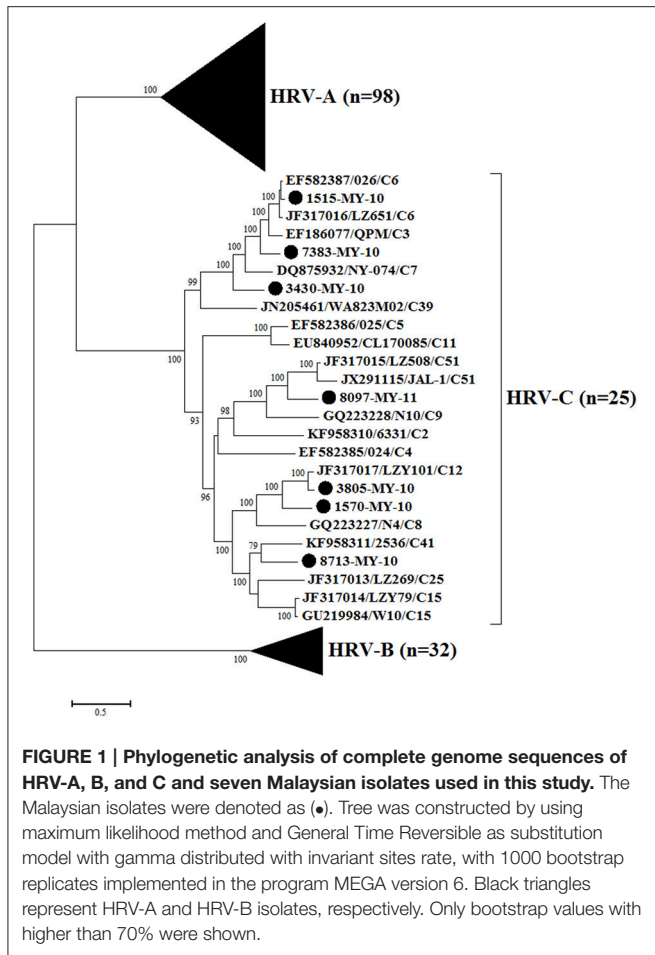 100
HRV-A (n=98)
EF582387/026/C6
100
1515-MY-10
100
JF317016/LZ651/C6
100
EF186077/QPM/C3
100
7383-MY-10
100
DQ875932/NY-074/C7
99
3430-MY-10
JN205461/WA823M02/C39
100
EF582386/025/C5
100
EU840952/CL170085/C11
JF317015/LZ508/C51
100
JX291115/JAL-1/C51
100
8097-MY-11
HRV-C (n=25)
98
100
GQ223228/N10/C9
93
KF958310/6331/C2
EF582385/024/C4
96
JF317017/LZY101/C12
100
3805-MY-10
100
100
1570-MY-10
GQ223227/N4/C8
100
KF958311/2536/C41
79
8713-MY-10
100
JF317013/LZ269/C25
JF317014/LZY79/C15
100
GU219984/W10/C15
HRV-B (n=32)
100
0.5
FIGURE 1 | Phylogenetic analysis of complete genome sequences of
HRV-A, B, and C and seven Malaysian isolates used in this study. The
Malaysian isolates were denoted as (•). Tree was constructed by using
maximum likelihood method and General Time Reversible as substitution
model with gamma distributed with invariant sites rate, with 1000 bootstrap
replicates implemented in the program MEGA version 6. Black triangles
represent HRV-A and HRV-B isolates, respectively. Only bootstrap values with
higher than 70% were shown.